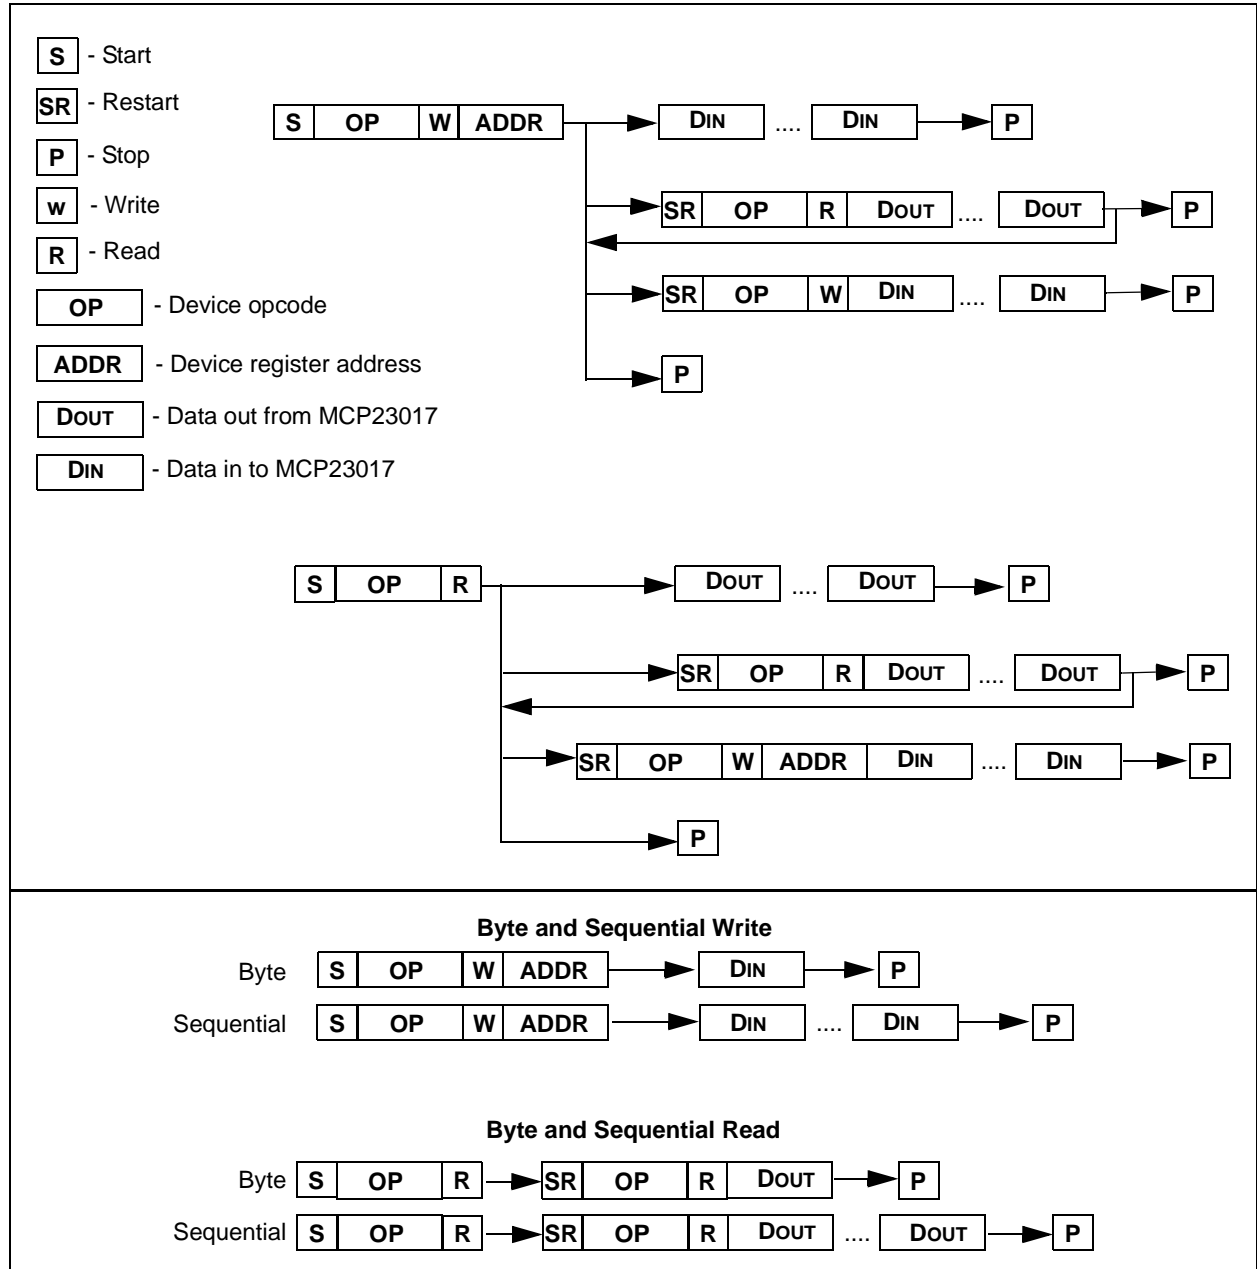 S - Start
SR - Restart
S OP W ADDR DIN .... DIN P
P - Stop
w - Write
SR OP R DOUT .... DOUT P
R - Read
OP - Device opcode
SR OP W DIN .... DIN P
ADDR - Device register address
P
DOUT - Data out from MCP23017
DIN - Data in to MCP23017
S OP R DOUT .... DOUT P
SR OP R DOUT .... DOUT P
SR OP W ADDR DIN .... DIN P
P
Byte and Sequential Write
Byte S OP W ADDR DIN P
Sequential S OP W ADDR DIN .... DIN P
Byte and Sequential Read
Byte S OP R SR OP R DOUT P
Sequential S OP R SR OP R DOUT .... DOUT P